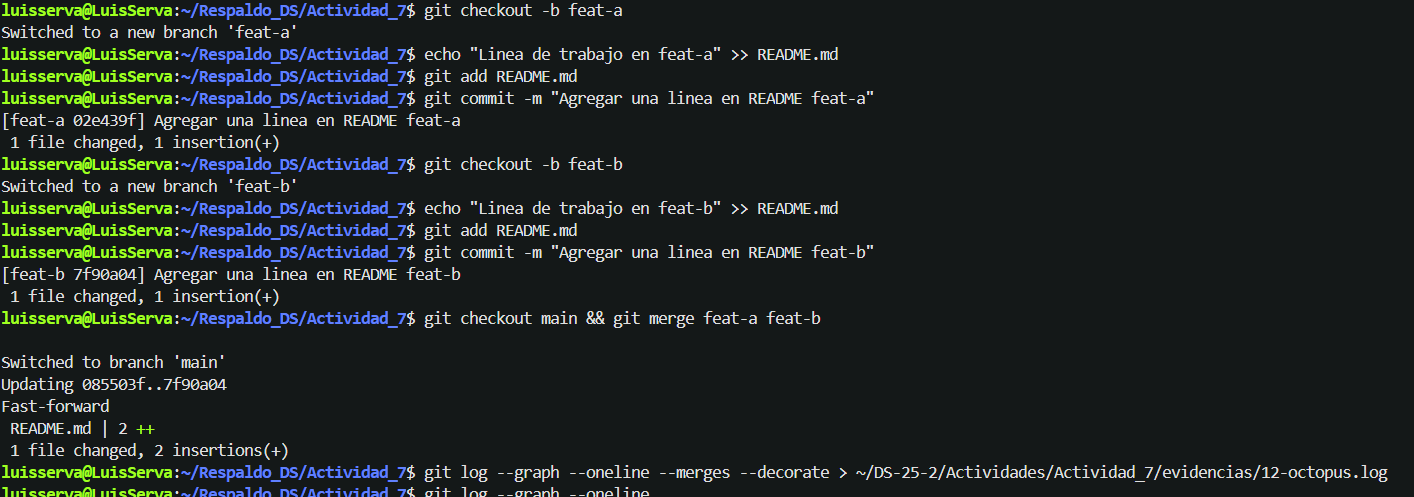 luisserva@LuisServa:~/Respaldo_DS/Actividad_7$ git checkout -b feat-a
Switched to a new branch 'feat-a'
luisserva@LuisServa:~/Respaldo_DS/Actividad_7$ echo "Linea de trabajo en feat-a" >> README.md
luisserva@LuisServa:~/Respaldo_DS/Actividad_7$ git add README.md
luisserva@LuisServa:~/Respaldo_DS/Actividad_7$ git commit -m "Agregar una linea en README feat-a"
[feat-a 02e439f] Agregar una linea en README feat-a
 1 file changed, 1 insertion(+)
luisserva@LuisServa:~/Respaldo_DS/Actividad_7$ git checkout -b feat-b
Switched to a new branch 'feat-b'
luisserva@LuisServa:~/Respaldo_DS/Actividad_7$ echo "Linea de trabajo en feat-b" >> README.md
luisserva@LuisServa:~/Respaldo_DS/Actividad_7$ git add README.md
luisserva@LuisServa:~/Respaldo_DS/Actividad_7$ git commit -m "Agregar una linea en README feat-b"
[feat-b 7f90a04] Agregar una linea en README feat-b
 1 file changed, 1 insertion(+)
luisserva@LuisServa:~/Respaldo_DS/Actividad_7$ git checkout main && git merge feat-a feat-b
Switched to branch 'main'
Updating 085503f..7f90a04
Fast-forward
 README.md | 2 ++
 1 file changed, 2 insertions(+)
luisserva@LuisServa:~/Respaldo_DS/Actividad_7$ git log --graph --oneline --merges --decorate > ~/DS-25-2/Actividades/Actividad_7/evidencias/12-octopus.log
luisserva@LuisServa:~/Respaldo_DS/Actividad_7$ git log --graph --oneline